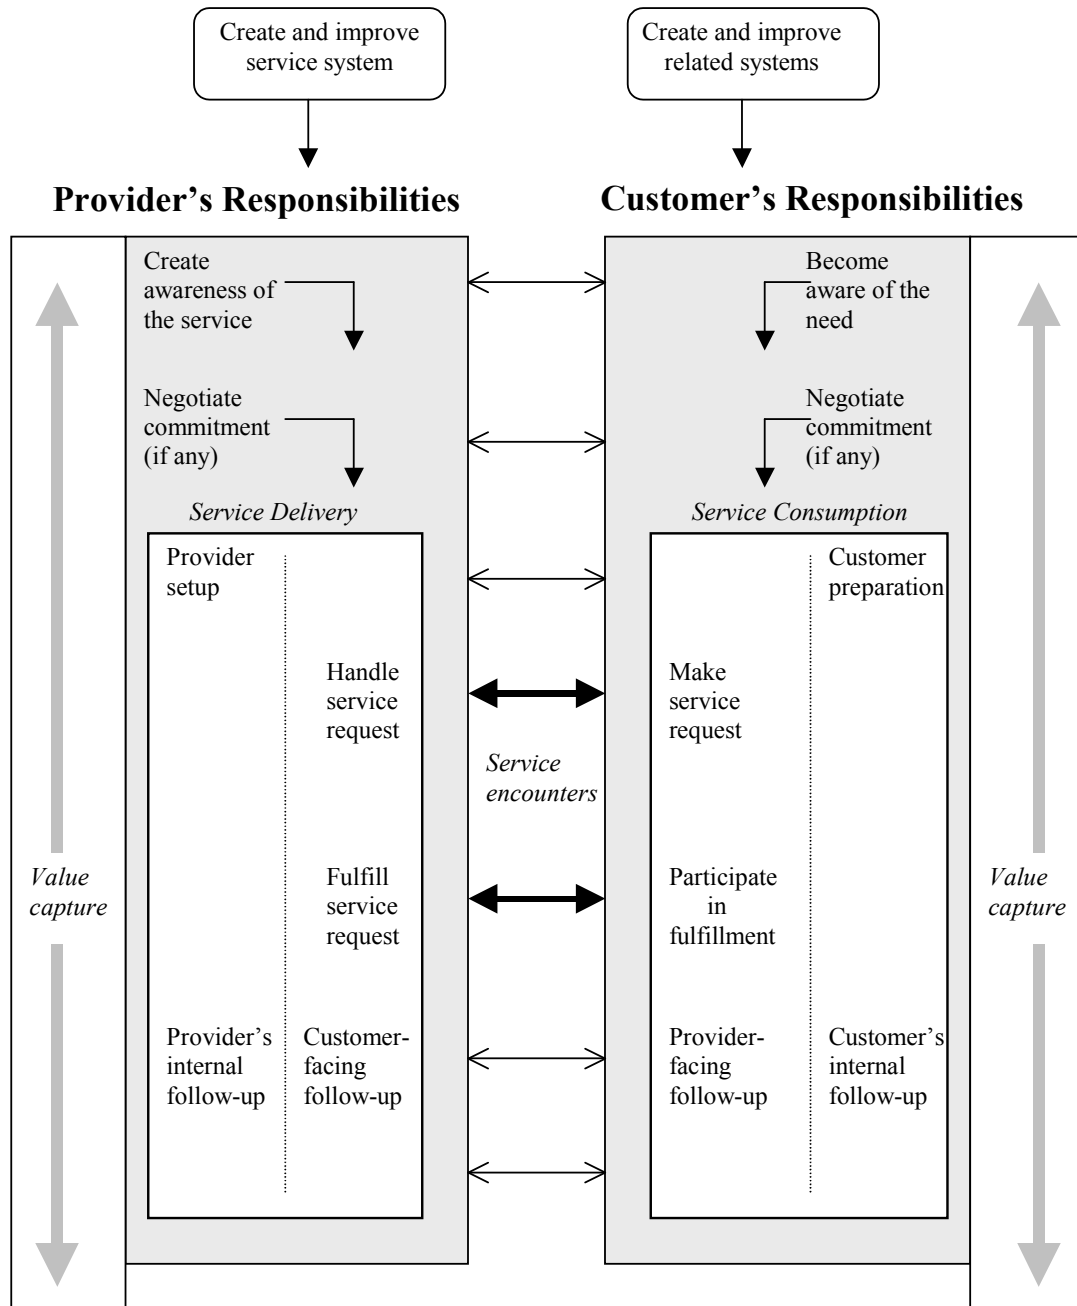 Create and improve
service system
Create and improve
related systems
Provider’s Responsibilities
Customer’s Responsibilities
Create
awareness of
the service
Become
aware of the
need
Negotiate
commitment
(if any)
Negotiate
commitment
(if any)
Service Delivery
Service Consumption
Provider
setup
Customer
preparation
Handle
service
request
Make
service
request
Service
encounters
Value
capture
Fulfill
service
request
Participate
in
fulfillment
Value
capture
Provider’s
internal
follow-up
Customer-
facing
follow-up
Provider-
facing
follow-up
Customer’s
internal
follow-up